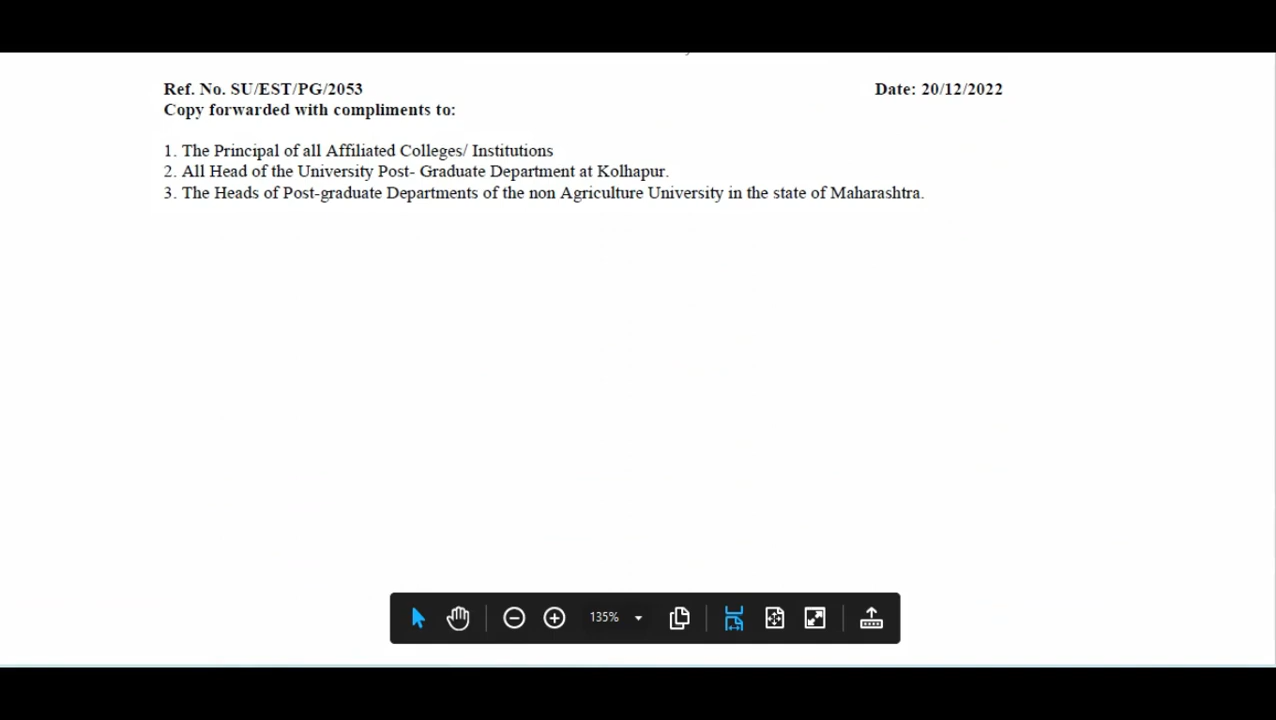 Ref. No. SU/EST/PG/2053 Date: 20/12/2022
Copy forwarded with compliments to:
1. The Principal of all Affiliated Colleges/ Institutions
2. All Head of the University Post- Graduate Department at Kolhapur.
3. The Heads of Post-graduate Departments of the non Agriculture University in the state of Maharashtra.
135%